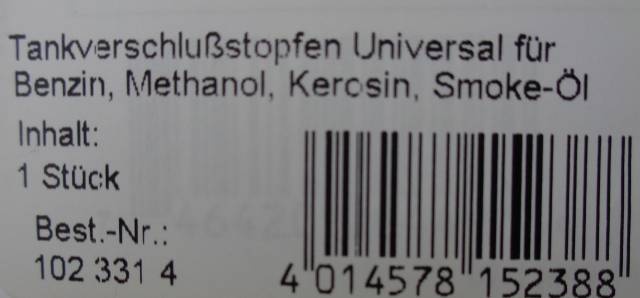 Tankverschlußstopfen Universal für
Benzin, Methanol, Kerosin, Smoke-Öl
Inhalt:
1 Stück
Best.-Nr.:
102 331 4
4 014578 152388